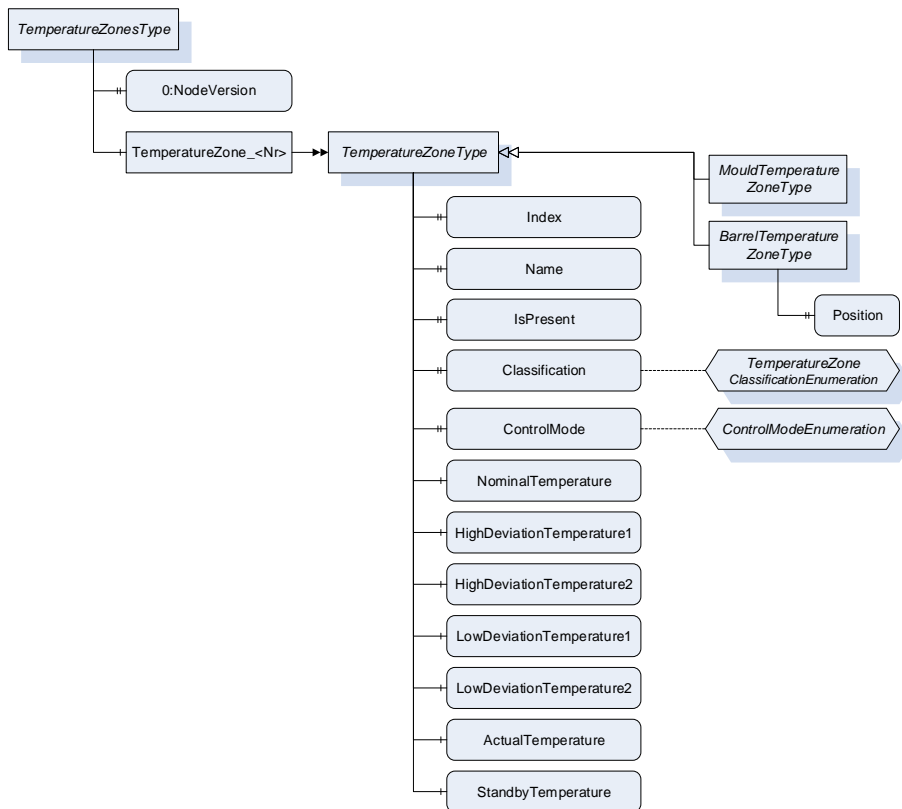 TemperatureZonesType
0:NodeVersion
TemperatureZone_<Nr>
TemperatureZoneType
MouldTemperature
ZoneType
BarrelTemperature
ZoneType
Position
Index
Name
IsPresent
Classification
TemperatureZone
ClassificationEnumeration
ControlMode
ControlModeEnumeration
NominalTemperature
HighDeviationTemperature1
HighDeviationTemperature2
LowDeviationTemperature1
LowDeviationTemperature2
ActualTemperature
StandbyTemperature